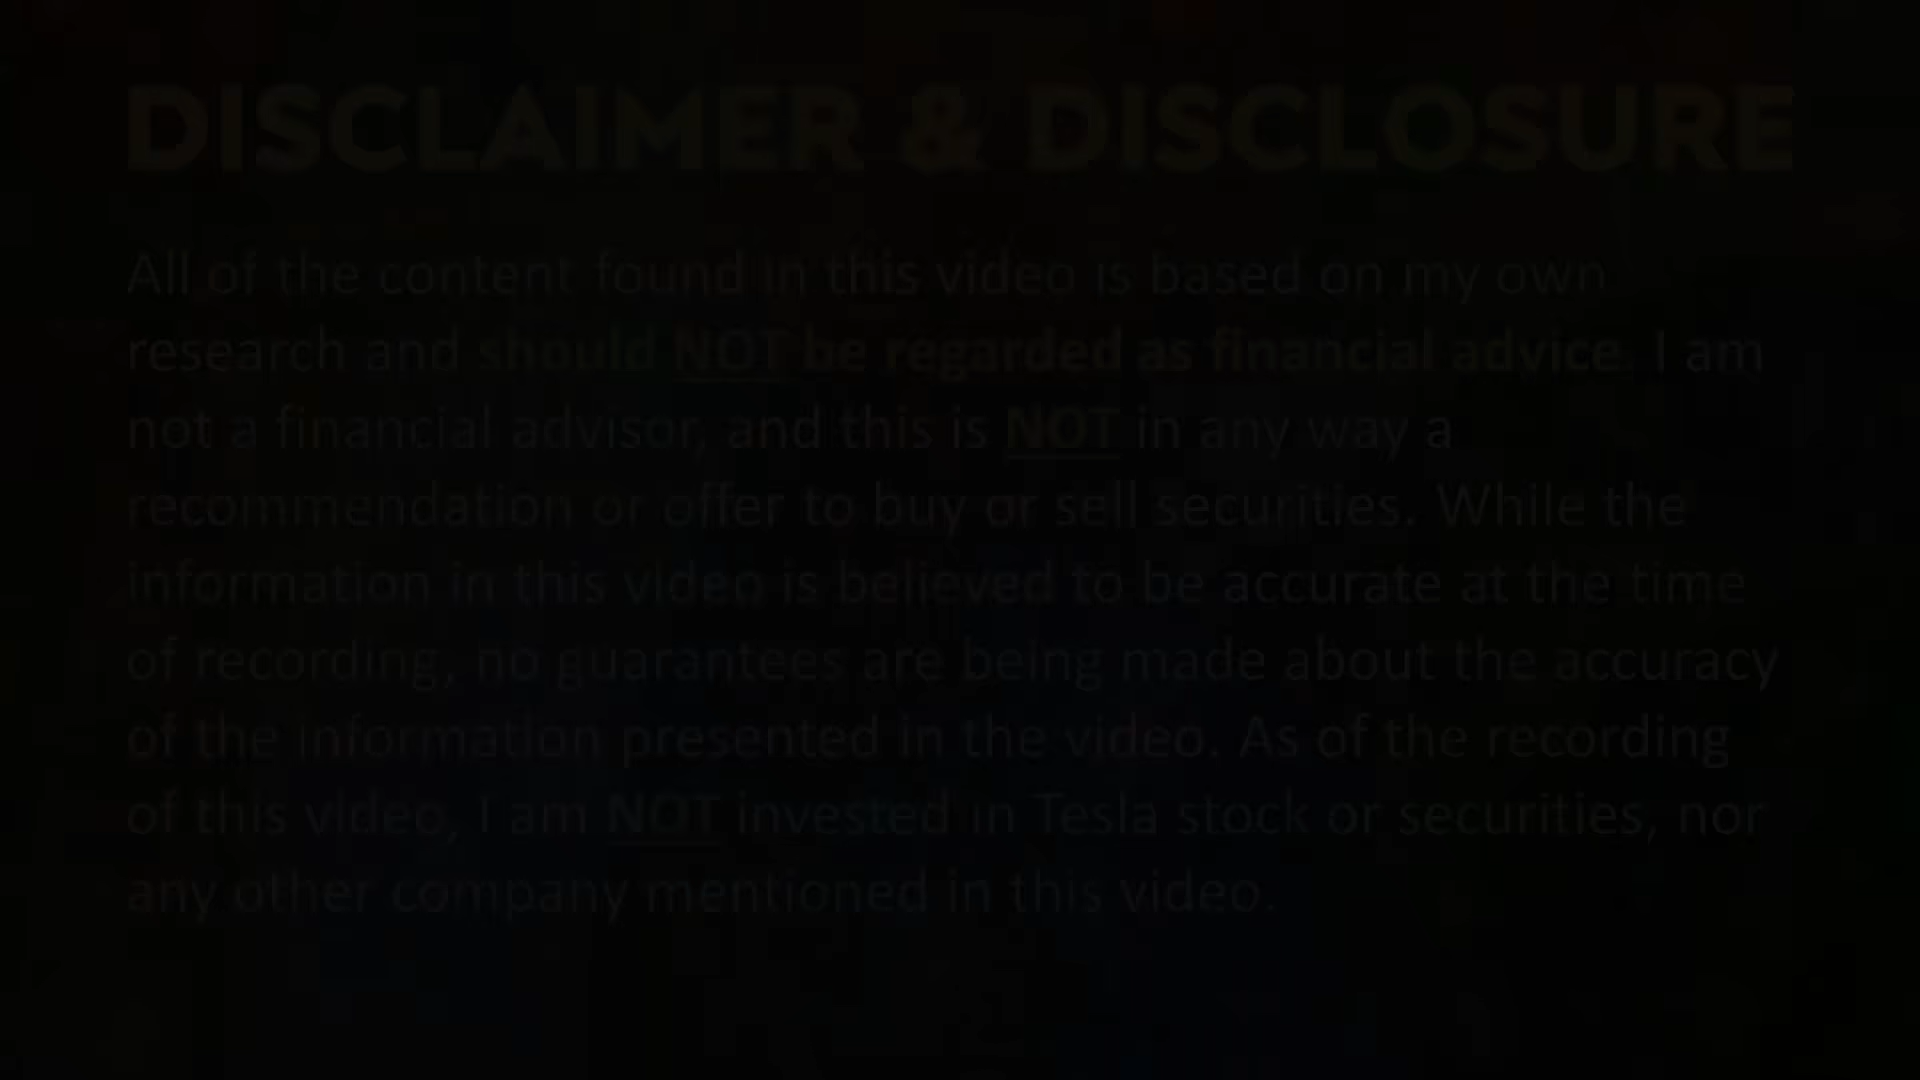 DISCLAIMER & DISCLOSURE
All of the content found in this video is based on my own
research and should NOT be regarded as financial advice. I am
not a financial advisor, and this is NOT in any way a
recommendation or offer to buy or sell securities. While the
information in this video is believed to be accurate at the time
of recording, no guarantees are being made about the accuracy
of the information presented in the video. As of the recording
of this video, I am NOT invested in Tesla stock or securities, nor
any other company mentioned in this video.